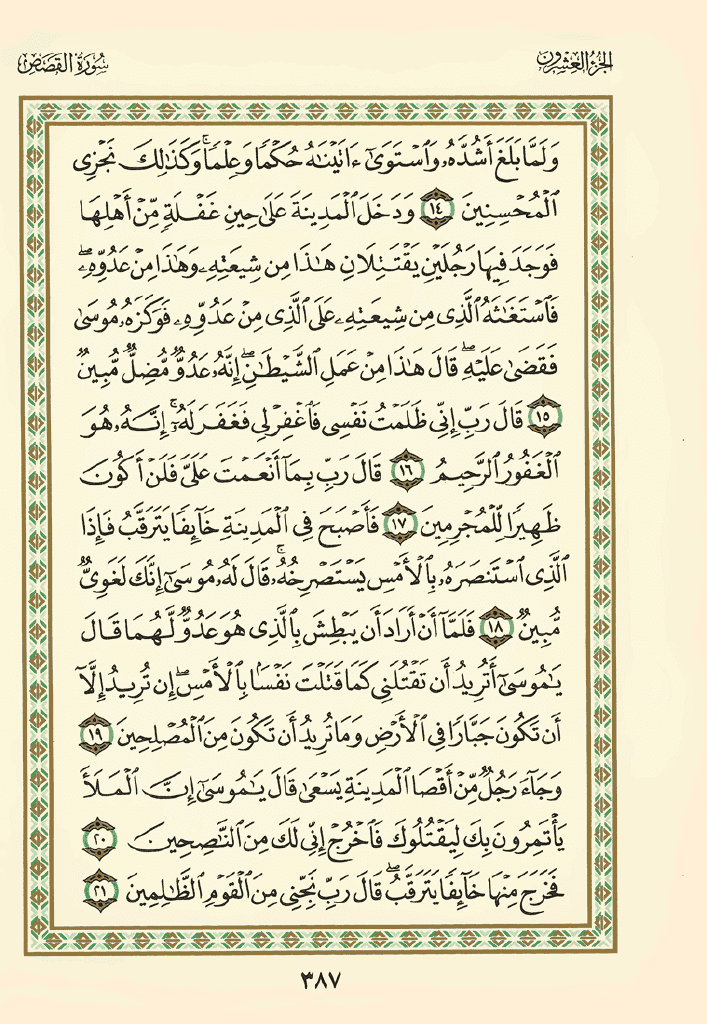 الجزء العشرون
سورة القصص
وَلَمَّا بَلَغَ أَشُدَّهُۥ وَٱسۡتَوَىٰٓ ءَاتَيۡنَٰهُ حُكۡمٗا وَعِلۡمٗاۚ وَكَذَٰلِكَ نَجۡزِي
ٱلۡمُحۡسِنِينَ ١٤ وَدَخَلَ ٱلۡمَدِينَةَ عَلَىٰ حِينِ غَفۡلَةٖ مِّنۡ أَهۡلِهَا
فَوَجَدَ فِيهَا رَجُلَيۡنِ يَقۡتَتِلَانِ هَٰذَا مِن شِيعَتِهِۦ وَهَٰذَا مِنۡ عَدُوِّهِۦۖ
فَٱسۡتَغَٰثَهُ ٱلَّذِي مِن شِيعَتِهِۦ عَلَى ٱلَّذِي مِنۡ عَدُوِّهِۦ فَوَكَزَهُۥ مُوسَىٰ
فَقَضَىٰ عَلَيۡهِۖ قَالَ هَٰذَا مِنۡ عَمَلِ ٱلشَّيۡطَٰنِۖ إِنَّهُۥ عَدُوّٞ مُّضِلّٞ مُّبِينٞ
١٥ قَالَ رَبِّ إِنِّي ظَلَمۡتُ نَفۡسِي فَٱغۡفِرۡ لِي فَغَفَرَ لَهُۥٓۚ إِنَّهُۥ هُوَ
ٱلۡغَفُورُ ٱلرَّحِيمُ ١٦ قَالَ رَبِّ بِمَآ أَنۡعَمۡتَ عَلَيَّ فَلَنۡ أَكُونَ
ظَهِيرٗا لِّلۡمُجۡرِمِينَ ١٧ فَأَصۡبَحَ فِي ٱلۡمَدِينَةِ خَآئِفٗا يَتَرَقَّبُ فَإِذَا
ٱلَّذِي ٱسۡتَنصَرَهُۥ بِٱلۡأَمۡسِ يَسۡتَصۡرِخُهُۥۚ قَالَ لَهُۥ مُوسَىٰٓ إِنَّكَ لَغَوِيّٞ
مُّبِينٞ ١٨ فَلَمَّآ أَنۡ أَرَادَ أَن يَبۡطِشَ بِٱلَّذِي هُوَ عَدُوّٞ لَّهُمَا قَالَ
يَٰمُوسَىٰٓ أَتُرِيدُ أَن تَقۡتُلَنِي كَمَا قَتَلۡتَ نَفۡسَۢا بِٱلۡأَمۡسِۖ إِن تُرِيدُ إِلَّآ
أَن تَكُونَ جَبَّارٗا فِي ٱلۡأَرۡضِ وَمَا تُرِيدُ أَن تَكُونَ مِنَ ٱلۡمُصۡلِحِينَ ١٩
وَجَآءَ رَجُلٞ مِّنۡ أَقۡصَا ٱلۡمَدِينَةِ يَسۡعَىٰ قَالَ يَٰمُوسَىٰٓ إِنَّ ٱلۡمَلَأَ
يَأۡتَمِرُونَ بِكَ لِيَقۡتُلُوكَ فَٱخۡرُجۡ إِنِّي لَكَ مِنَ ٱلنَّٰصِحِينَ ٢٠
فَخَرَجَ مِنۡهَا خَآئِفٗا يَتَرَقَّبُۖ قَالَ رَبِّ نَجِّنِي مِنَ ٱلۡقَوۡمِ ٱلظَّٰلِمِينَ ٢١
٣٨٧